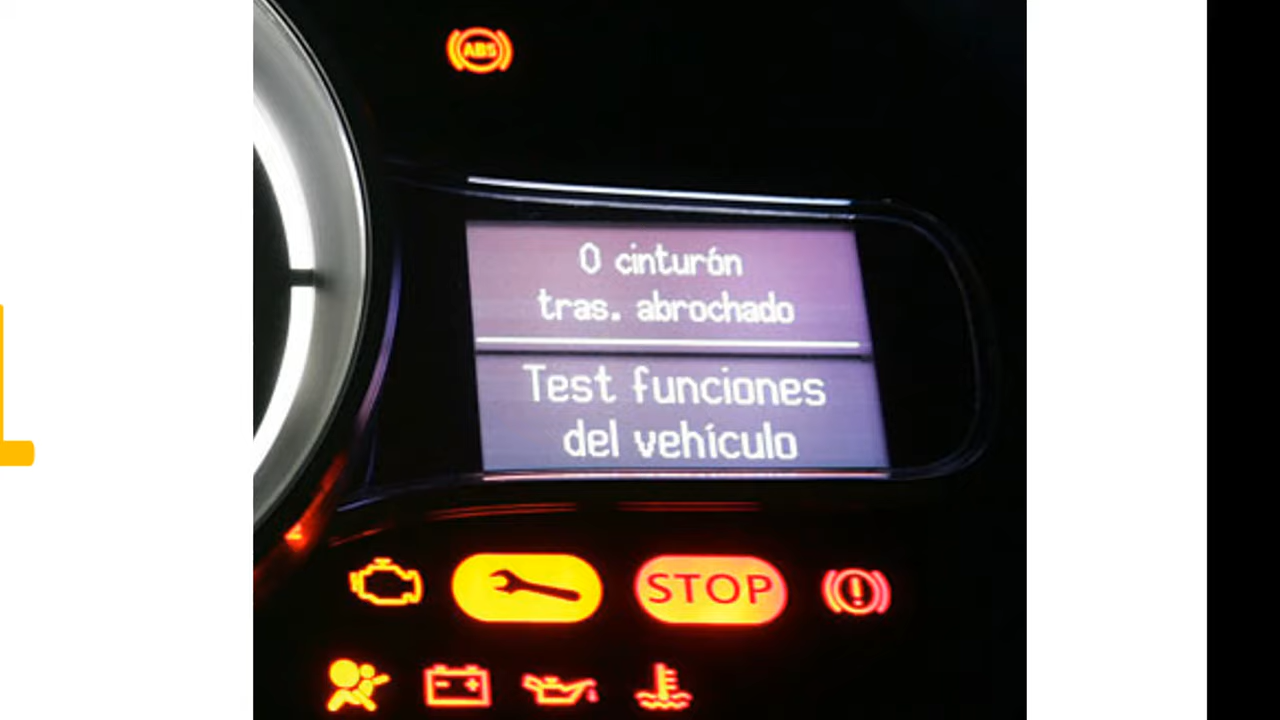 ABS
0 cinturón
tras. abrochado
Test funciones
del vehículo
STOP